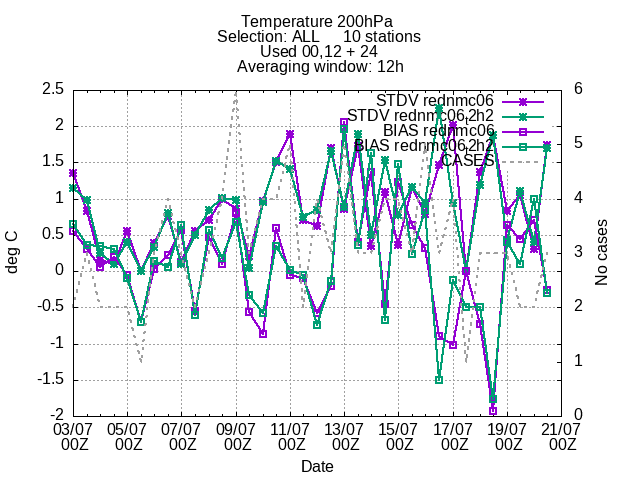 Temperature 200hPa
Selection: ALL 10 stations
Used 00,12 + 24
Averaging window: 12h
STDV rednmc06
STDV rednmc06.2h2
BIAS rednmc06
BIAS rednmc06.2h2
CASES
2.5
2
1.5
1
0.5
0
-0.5
-1
-1.5
-2
deg C
6
5
4
3
2
1
0
No cases
03/07 05/07 07/07 09/07 11/07 13/07 15/07 17/07 19/07 21/07
00Z 00Z 00Z 00Z 00Z 00Z 00Z 00Z 00Z 00Z
Date